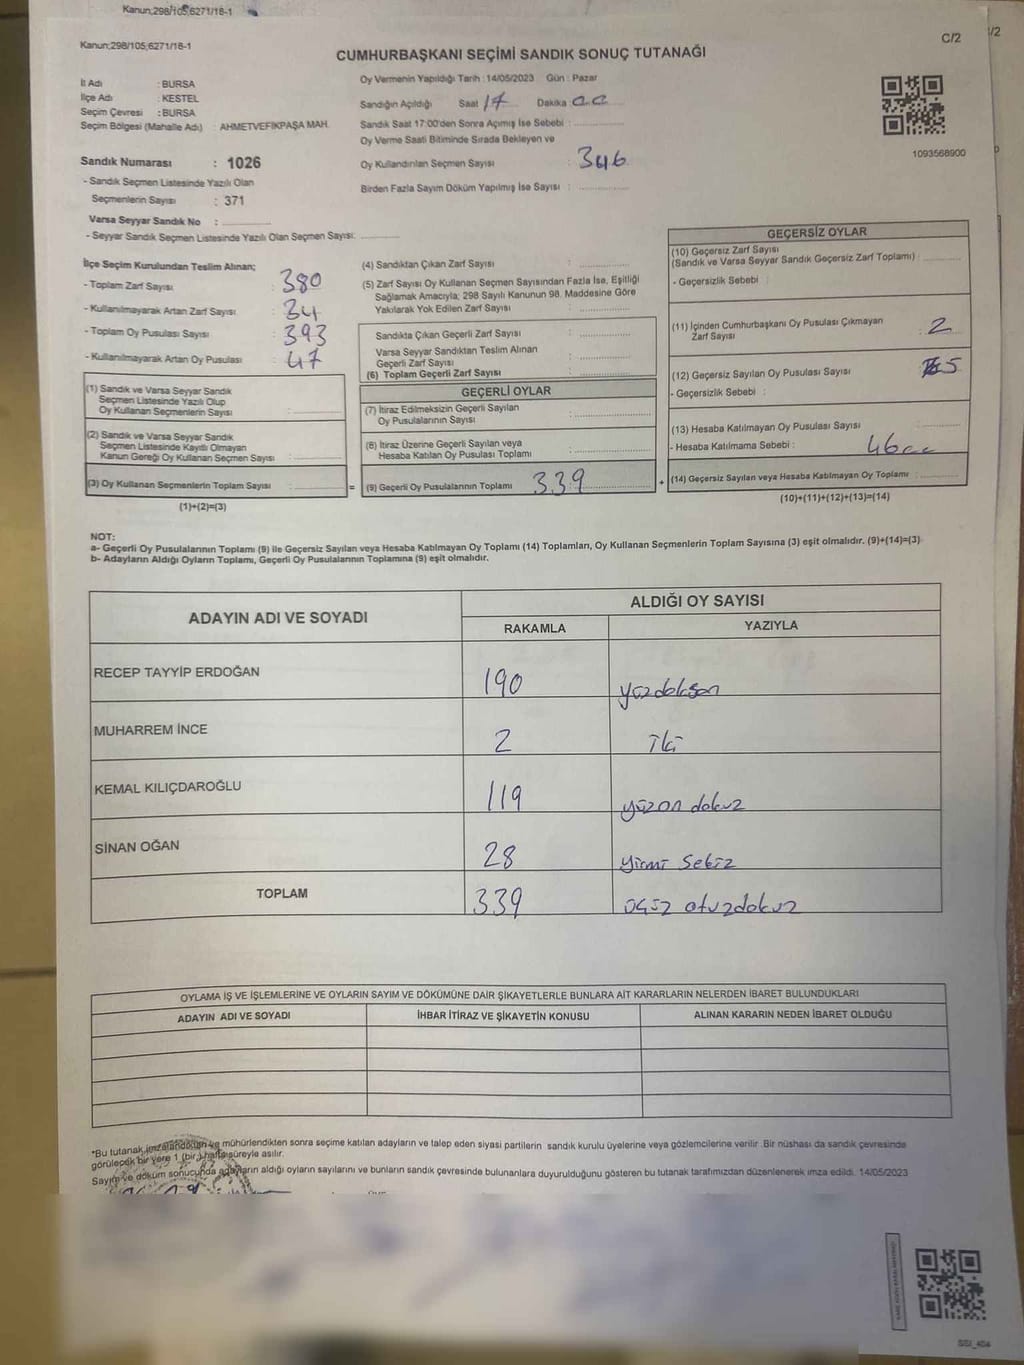 Kanun;298/105;6271/18-1
Kanun;298/105;6271/18-1
C/2
/2
CUMHURBAŞKANI SEÇİMİ SANDIK SONUÇ TUTANAĞI
İl Adı : BURSA
İlçe Adı : KESTEL
Seçim Çevresi : BURSA
Seçim Bölgesi (Mahalle Adı) : AHMETVEFİKPAŞA MAH.
Sandık Numarası : 1026
- Sandık Seçmen Listesinde Yazılı Olan
Seçmenlerin Sayısı : 371
Varsa Seyyar Sandık No :
- Seyyar Sandık Seçmen Listesinde Yazılı Olan Seçmen Sayısı:
Oy Vermenin Yapıldığı Tarih : 14/05/2023 Gün : Pazar
Sandığın Açıldığı Saat 17 Dakika :
Sandık Saat 17:00'den Sonra Açımış İse Sebebi :
Oy Verme Saati Bitiminde Sırada Bekleyen ve
Oy Kullandırılan Seçmen Sayısı : 346
Birden Fazla Sayım Döküm Yapılmış İse Sayısı :
1093568900
İlçe Seçim Kurulundan Teslim Alınan;
- Toplam Zarf Sayısı : 380
- Kullanılmayarak Artan Zarf Sayısı : 34
- Toplam Oy Pusulası Sayısı : 393
- Kullanılmayarak Artan Oy Pusulası : 47
(1) Sandık ve Varsa Seyyar Sandık
Seçmen Listesinde Yazılı Olup
Oy Kullanan Seçmenlerin Sayısı :
(2) Sandık ve Varsa Seyyar Sandık
Seçmen Listesinde Kayıtlı Olmayan
Kanun Gereği Oy Kullanan Seçmen Sayısı :
(3) Oy Kullanan Seçmenlerin Toplam Sayısı :
(1)+(2)=(3)
=
(4) Sandıktan Çıkan Zarf Sayısı :
(5) Zarf Sayısı Oy Kullanan Seçmen Sayısından Fazla İse, Eşitliği
Sağlamak Amacıyla; 298 Sayılı Kanunun 98. Maddesine Göre
Yakılarak Yok Edilen Zarf Sayısı :
Sandıkta Çıkan Geçerli Zarf Sayısı :
Varsa Seyyar Sandıktan Teslim Alınan
Geçerli Zarf Sayısı :
(6) Toplam Geçerli Zarf Sayısı :
GEÇERLİ OYLAR
(7) İtiraz Edilmeksizin Geçerli Sayılan
Oy Pusulalarının Sayısı :
(8) İtiraz Üzerine Geçerli Sayılan veya
Hesaba Katılan Oy Pusulası Toplamı :
(9) Geçerli Oy Pusulalarının Toplamı : 339
+
GEÇERSİZ OYLAR
(10) Geçersiz Zarf Sayısı
(Sandık ve Varsa Seyyar Sandık Geçersiz Zarf Toplamı) :
- Geçersizlik Sebebi :
(11) İçinden Cumhurbaşkanı Oy Pusulası Çıkmayan
Zarf Sayısı : 2
(12) Geçersiz Sayılan Oy Pusulası Sayısı : 5
- Geçersizlik Sebebi :
(13) Hesaba Katılmayan Oy Pusulası Sayısı :
- Hesaba Katılmama Sebebi :
(14) Geçersiz Sayılan veya Hesaba Katılmayan Oy Toplamı :
(10)+(11)+(12)+(13)=(14)
NOT:
a- Geçerli Oy Pusulalarının Toplamı (9) ile Geçersiz Sayılan veya Hesaba Katılmayan Oy Toplamı (14) Toplamları, Oy Kullanan Seçmenlerin Toplam Sayısına (3) eşit olmalıdır. (9)+(14)=(3)
b- Adayların Aldığı Oyların Toplamı, Geçerli Oy Pusulalarının Toplamına (9) eşit olmalıdır.
ADAYIN ADI VE SOYADI
ALDIĞI OY SAYISI
RAKAMLA YAZIYLA
RECEP TAYYİP ERDOĞAN 190 yüzdoksan
MUHARREM İNCE 2 iki
KEMAL KILIÇDAROĞLU 119 yüzon dokuz
SİNAN OĞAN 28 yirmi sekiz
TOPLAM 339 üçüz otuzdokuz
OYLAMA İŞ VE İŞLEMLERİNE VE OYLARIN SAYIM VE DÖKÜMÜNE DAİR ŞİKAYETLERLE BUNLARA AİT KARARLARIN NELERDEN İBARET BULUNDUKLARI
ADAYIN ADI VE SOYADI İHBAR İTİRAZ VE ŞİKAYETİN KONUSU ALINAN KARARIN NEDEN İBARET OLDUĞU
*Bu tutanak imzalandıktan ve mühürlendikten sonra seçime katılan adayların ve talep eden siyasi partilerin sandık kurulu üyelerine veya gözlemcilerine verilir .Bir nüshası da sandık çevresinde
görülecek bir yere 1 (bir) hafta süreyle asılır.
Sayım ve döküm sonucunda adayların aldığı oyların sayılarını ve bunların sandık çevresinde bulunanlara duyurulduğunu gösteren bu tutanak tarafımızdan düzenlenerek imza edildi. 14/05/2023